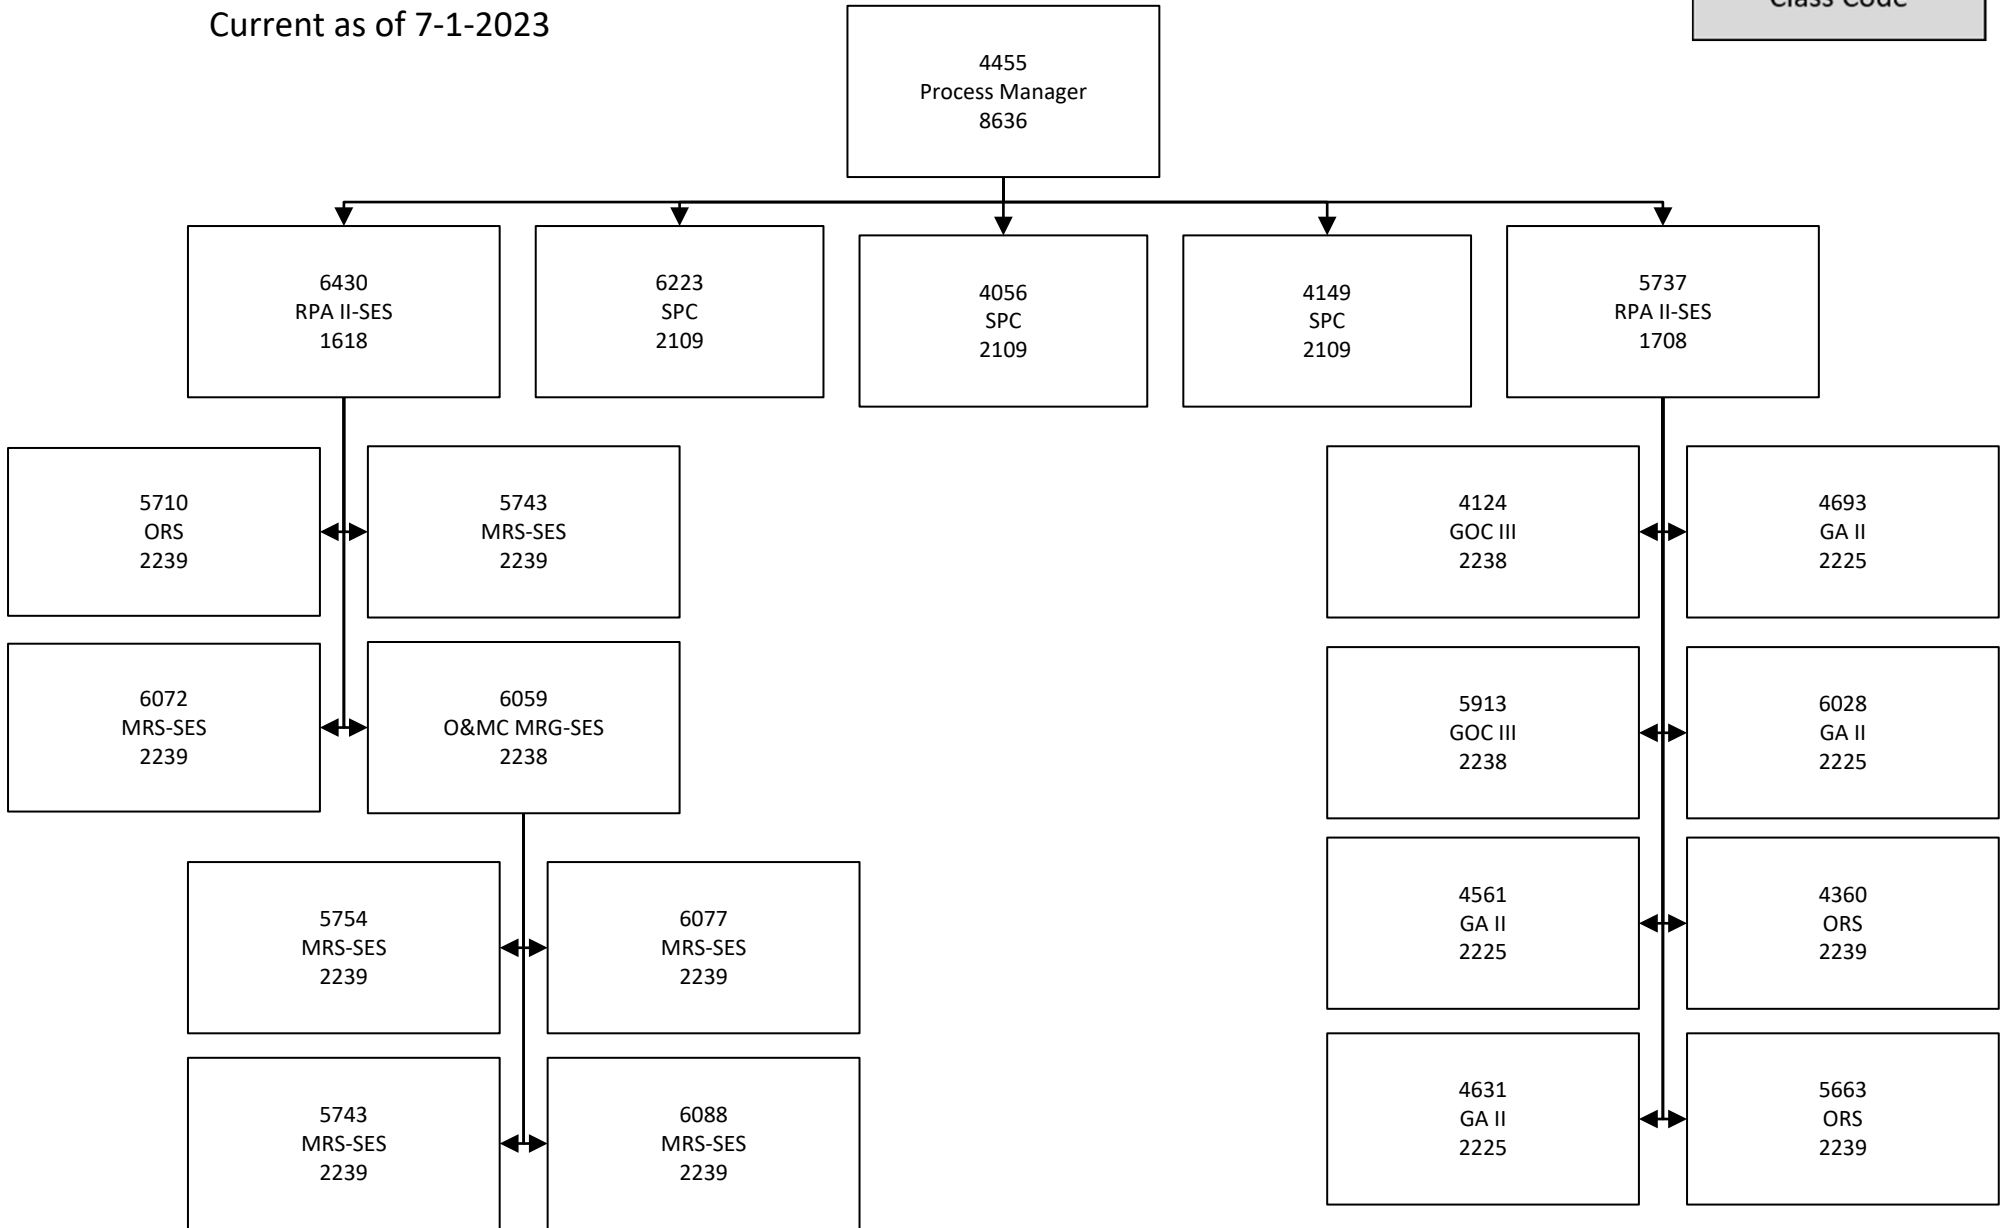 Current as of 7-1-2023
Class Code
4455
Process Manager
8636
6430
RPA II-SES
1618
6223
SPC
2109
4056
SPC
2109
4149
SPC
2109
5737
RPA II-SES
1708
5710
ORS
2239
5743
MRS-SES
2239
4124
GOC III
2238
4693
GA II
2225
6072
MRS-SES
2239
6059
O&MC MRG-SES
2238
5913
GOC III
2238
6028
GA II
2225
5754
MRS-SES
2239
6077
MRS-SES
2239
4561
GA II
2225
4360
ORS
2239
5743
MRS-SES
2239
6088
MRS-SES
2239
4631
GA II
2225
5663
ORS
2239